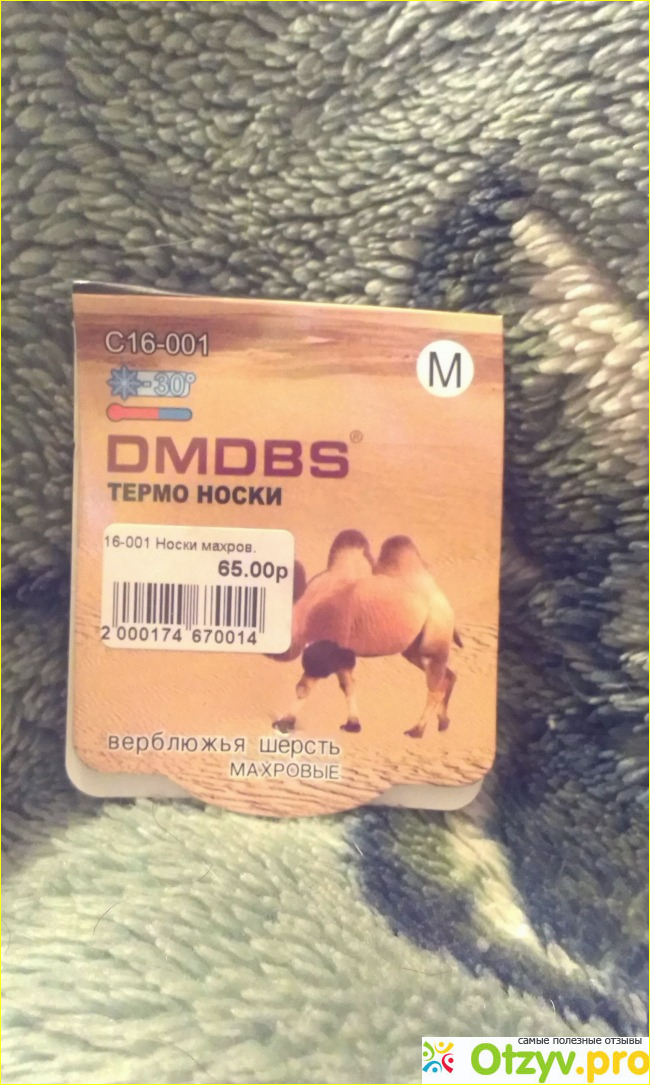 C16-001
M
-30°
DMDBS®
ТЕРМО НОСКИ
16-001 Носки махров.
65.00р
2 000174 670014
верблюжья шерсть
МАХРОВЫЕ
самые полезные отзывы
Otzyv.pro